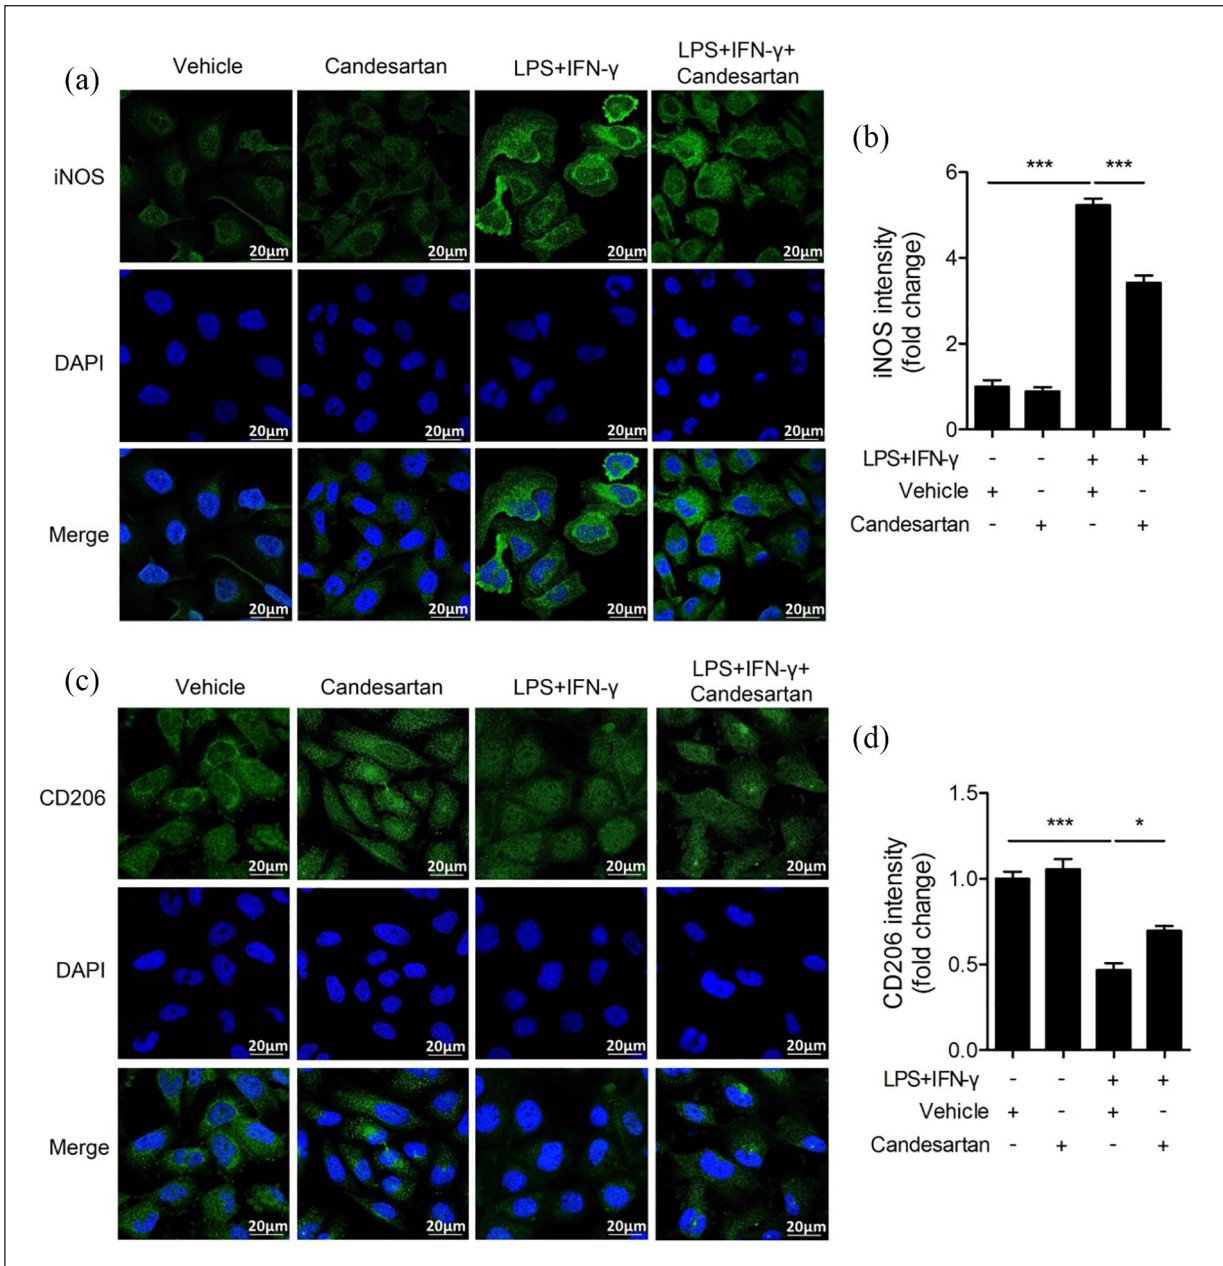 (a)
Vehicle Candesartan LPS+IFN-γ LPS+IFN-γ+
Candesartan
iNOS
20μm 20μm 20μm 20μm
DAPI
20μm 20μm 20μm 20μm
Merge
20μm 20μm 20μm 20μm
(b)
*** ***
iNOS intensity
(fold change)
6
4
2
0
LPS+IFN-γ - - + +
Vehicle + - + -
Candesartan - + - +
(c)
Vehicle Candesartan LPS+IFN-γ LPS+IFN-γ+
Candesartan
CD206
20μm 20μm 20μm 20μm
DAPI
20μm 20μm 20μm 20μm
Merge
20μm 20μm 20μm 20μm
(d)
*** *
CD206 intensity
(fold change)
1.5
1.0
0.5
0.0
LPS+IFN-γ - - + +
Vehicle + - + -
Candesartan - + - +